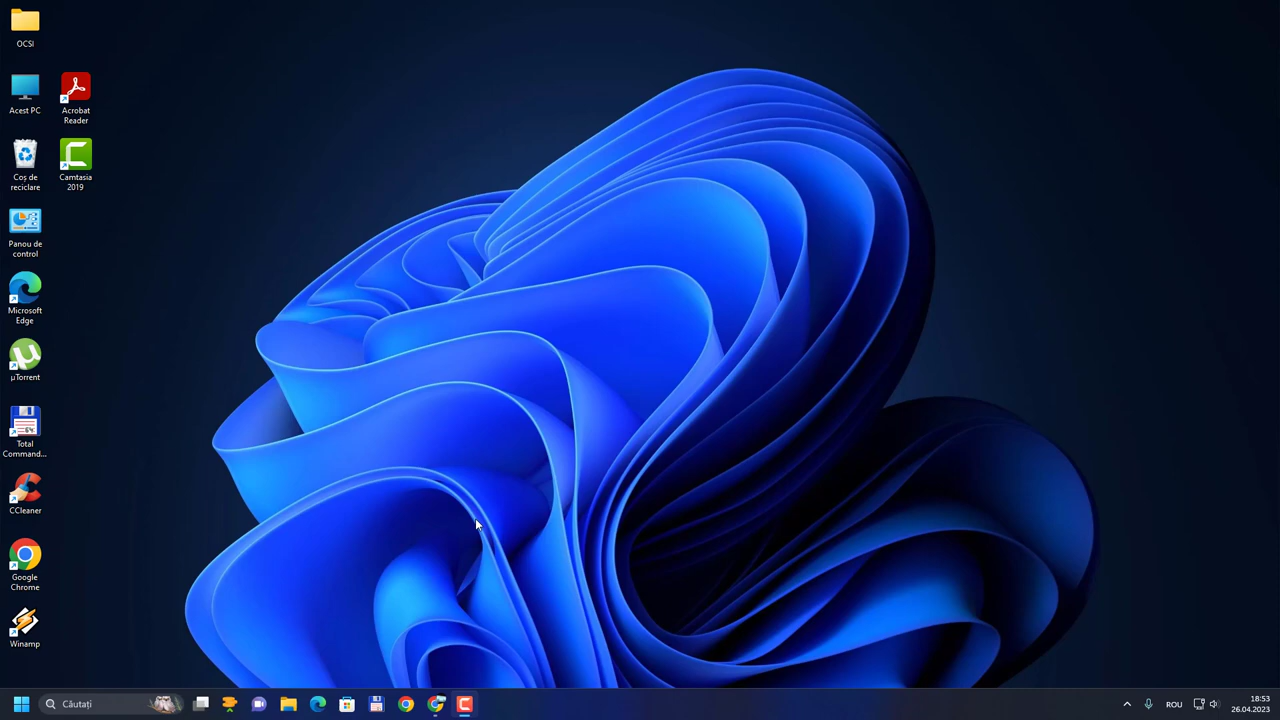 OCSI
Acest PC
Acrobat
Reader
Coș de
reciclare
Camtasia
2019
Panou de
control
Microsoft
Edge
µTorrent
64
Total
Command...
CCleaner
Google
Chrome
Winamp
Căutați
ROU
18:53
26.04.2023